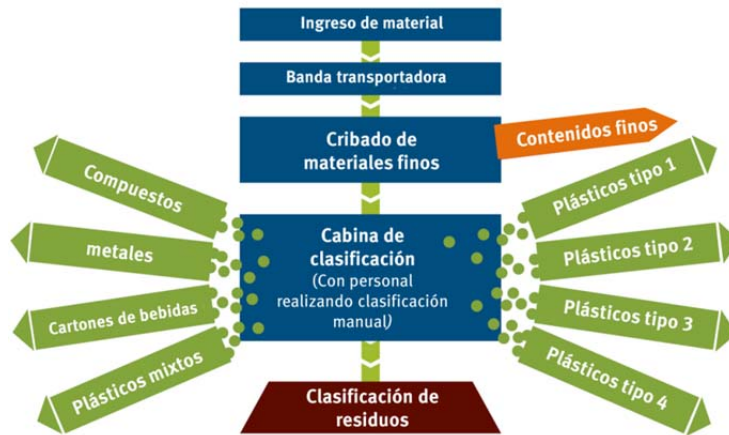 Ingreso de material
Banda transportadora
Cribado de
materiales finos
Contenidos finos
Compuestos
metales
Cartones de bebidas
Plásticos mixtos
Cabina de
clasificación
(Con personal
realizando clasificación
manual)
Plásticos tipo 1
Plásticos tipo 2
Plásticos tipo 3
Plásticos tipo 4
Clasificación de
residuos